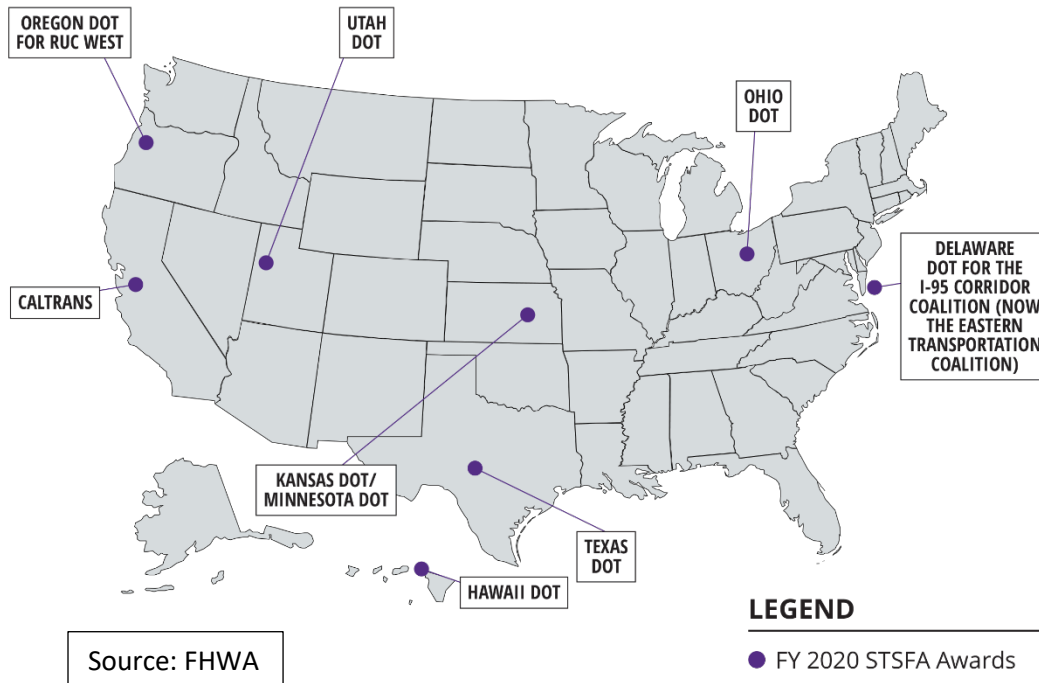 OREGON DOT
FOR RUC WEST
UTAH
DOT
OHIO
DOT
DELAWARE
DOT FOR THE
I-95 CORRIDOR
COALITION (NOW
THE EASTERN
TRANSPORTATION
COALITION)
CALTRANS
KANSAS DOT/
MINNESOTA DOT
TEXAS
DOT
HAWAII DOT
LEGEND
FY 2020 STSFA Awards
Source: FHWA